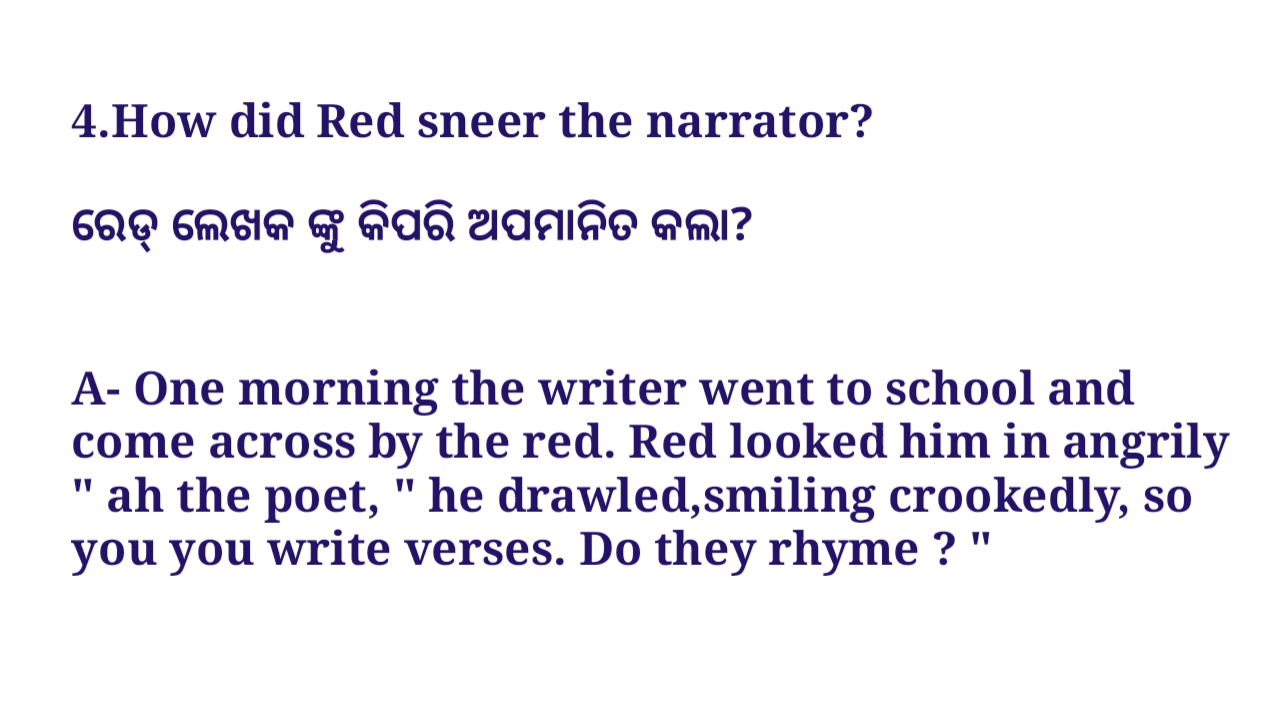 4.How did Red sneer the narrator?
ରେଡ୍ ଲେଖକ ଙ୍କୁ କିପରି ଅପମାନିତ କଲା?
A- One morning the writer went to school and
come across by the red. Red looked him in angrily
" ah the poet, " he drawled,smiling crookedly, so
you you write verses. Do they rhyme ? "